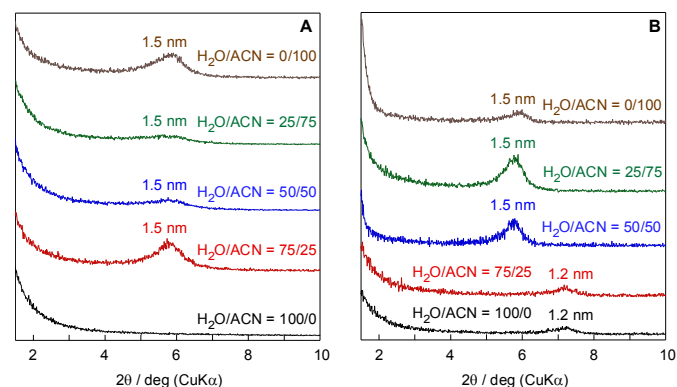 A
1.5 nm
H₂O/ACN = 0/100
1.5 nm
H₂O/ACN = 25/75
1.5 nm
H₂O/ACN = 50/50
1.5 nm
H₂O/ACN = 75/25
H₂O/ACN = 100/0
2 4 6 8 10
2θ / deg (CuKα)
B
1.5 nm
H₂O/ACN = 0/100
1.5 nm
H₂O/ACN = 25/75
1.5 nm
H₂O/ACN = 50/50
H₂O/ACN = 75/25 1.2 nm
H₂O/ACN = 100/0 1.2 nm
2 4 6 8 10
2θ / deg (CuKα)